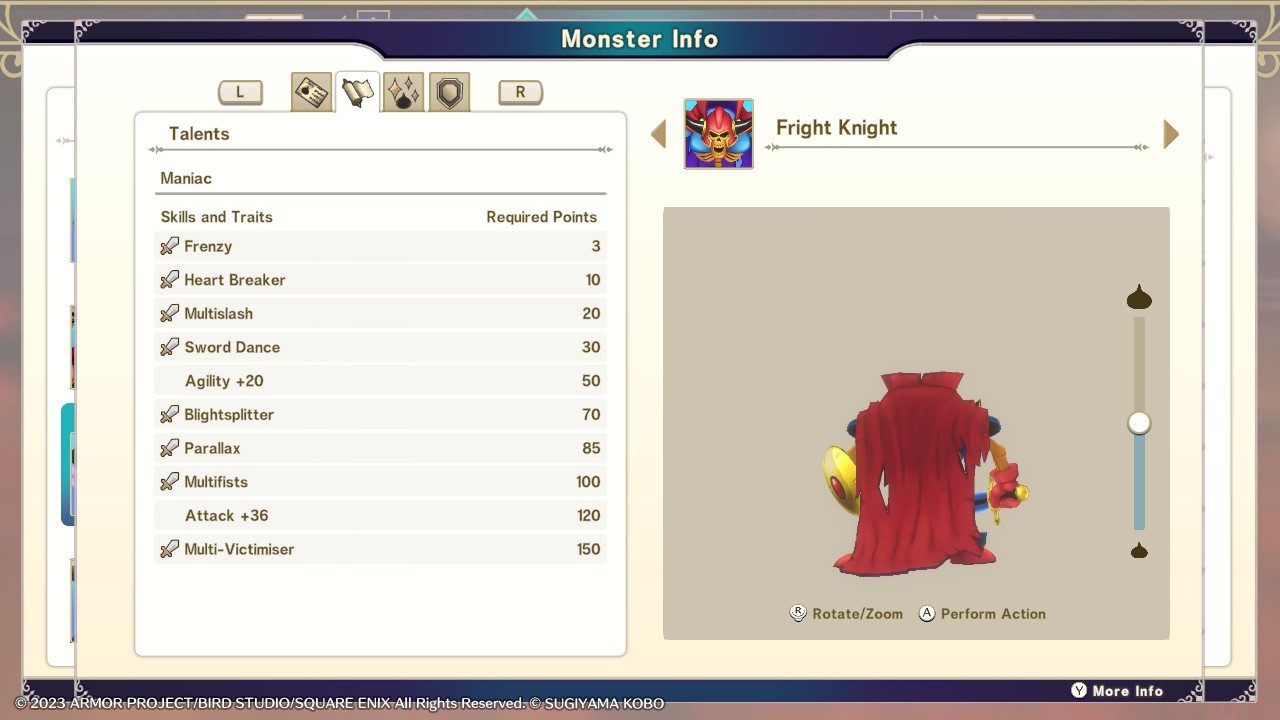 Monster Info
L
R
Talents
Maniac
Skills and Traits Required Points
Frenzy 3
Heart Breaker 10
Multislash 20
Sword Dance 30
Agility +20 50
Blightsplitter 70
Parallax 85
Multifists 100
Attack +36 120
Multi-Victimiser 150
Fright Knight
R Rotate/Zoom A Perform Action
Y More Info
© 2023 ARMOR PROJECT/BIRD STUDIO/SQUARE ENIX All Rights Reserved. © SUGIYAMA KOBO